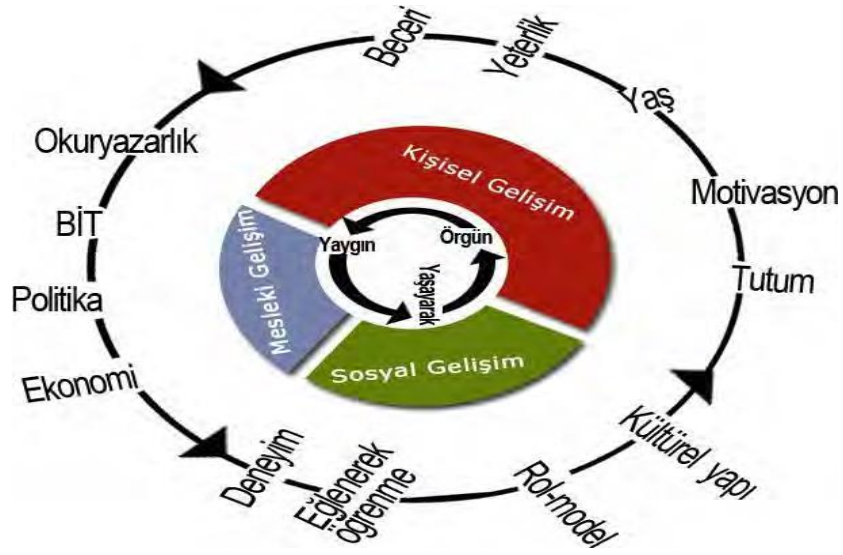 Beceri
Yeterlik
Yaş
Motivasyon
Tutum
Kültürel yapı
Rol-model
Eğlenerek
öğrenme
Deneyim
Ekonomi
Politika
BİT
Okuryazarlık
Kişisel Gelişim
Mesleki Gelişim
Sosyal Gelişim
Örgün
Yaygın
Yaşayarak